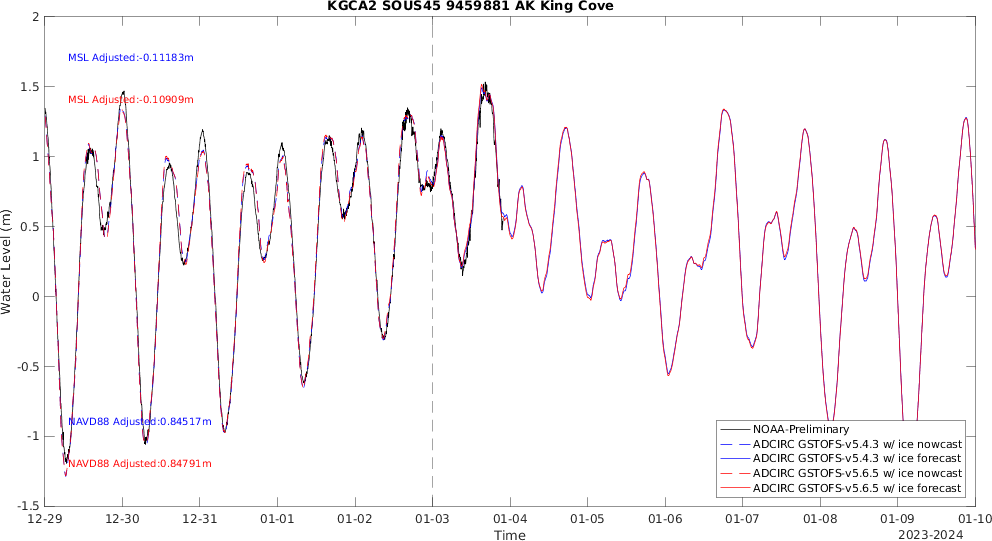 KGCA2 SOUS45 9459881 AK King Cove
2
1.5
1
0.5
0
-0.5
-1
-1.5
Water Level (m)
MSL Adjusted:-0.11183m
MSL Adjusted:-0.10909m
NAVD88 Adjusted:0.84517m
NAVD88 Adjusted:0.84791m
NOAA-Preliminary
ADCIRC GSTOFS-v5.4.3 w/ ice nowcast
ADCIRC GSTOFS-v5.4.3 w/ ice forecast
ADCIRC GSTOFS-v5.6.5 w/ ice nowcast
ADCIRC GSTOFS-v5.6.5 w/ ice forecast
12-29 12-30 12-31 01-01 01-02 01-03 01-04 01-05 01-06 01-07 01-08 01-09 01-10
Time
2023-2024